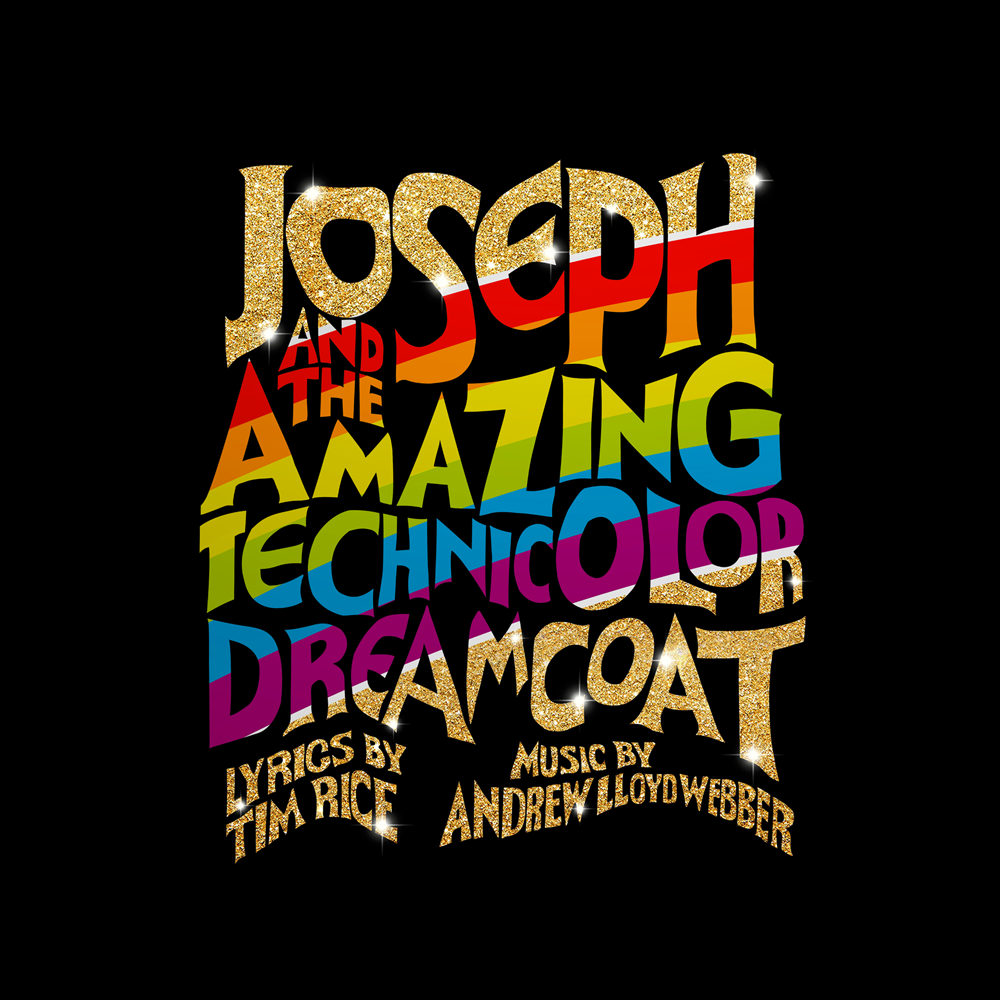 JOSEPH
AND
THE
AMAZING
TECHNICOLOR
DREAMCOAT
LYRICS BY
TIM RICE
MUSIC BY
ANDREW LLOYD WEBBER